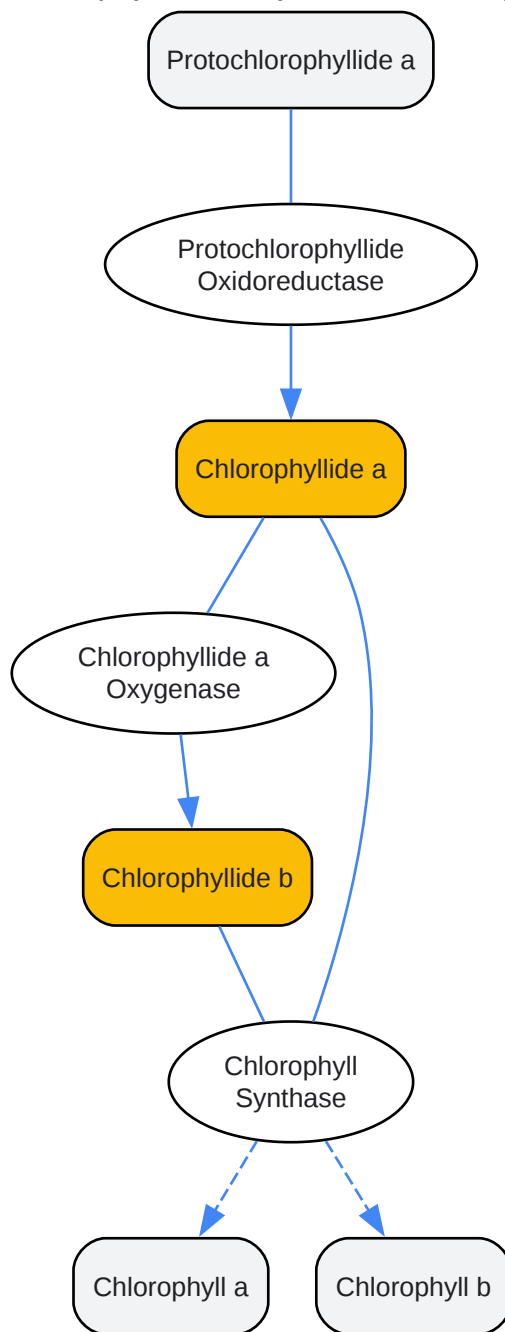 Protochlorophyllide a
Protochlorophyllide
Oxidoreductase
Chlorophyllide a
Chlorophyllide a
Oxygenase
Chlorophyllide b
Chlorophyll
Synthase
Chlorophyll a
Chlorophyll b